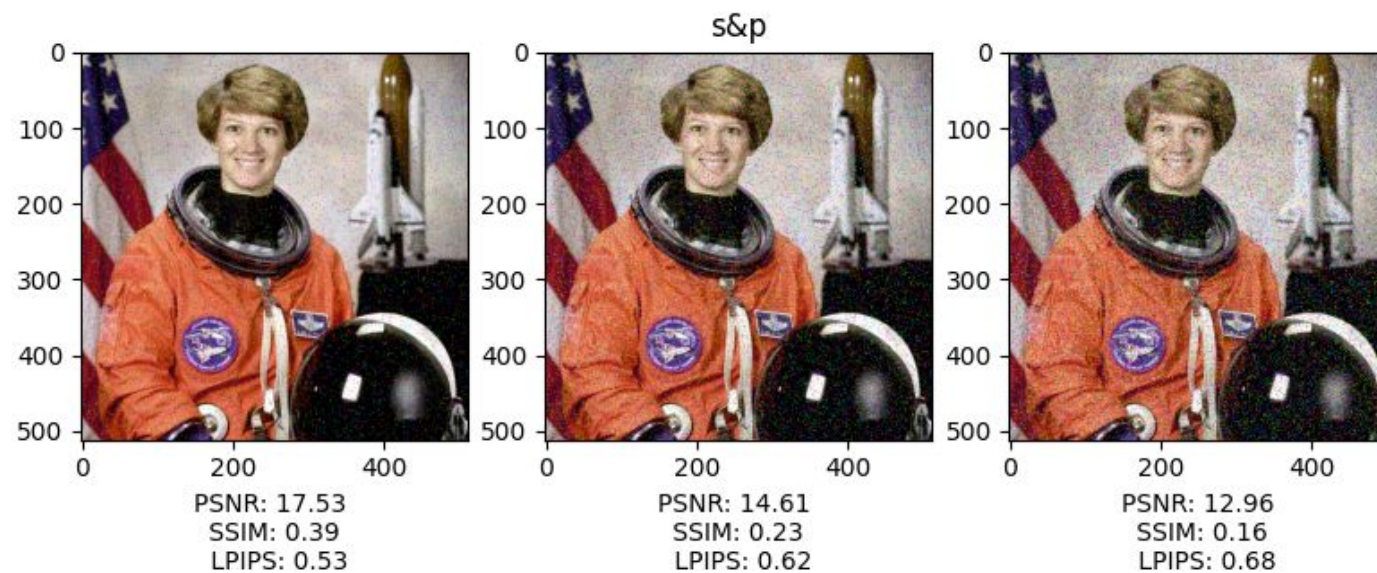 s&p
0
100
200
300
400
500
0 200 400
PSNR: 17.53
SSIM: 0.39
LPIPS: 0.53
0
100
200
300
400
500
0 200 400
PSNR: 14.61
SSIM: 0.23
LPIPS: 0.62
0
100
200
300
400
500
0 200 400
PSNR: 12.96
SSIM: 0.16
LPIPS: 0.68